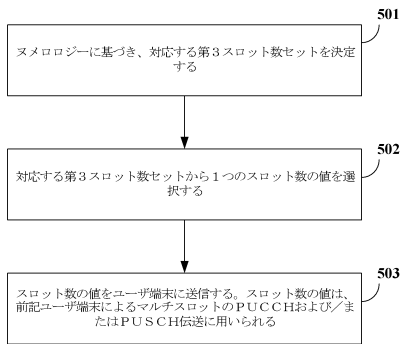 501
ヌメロロジーに基づき、対応する第３スロット数セットを決定
する
502
対応する第３スロット数セットから１つのスロット数の値を選
択する
503
スロット数の値をユーザ端末に送信する。スロット数の値は、
前記ユーザ端末によるマルチスロットのＰＵＣＣＨおよび／ま
たはＰＵＳＣＨ伝送に用いられる